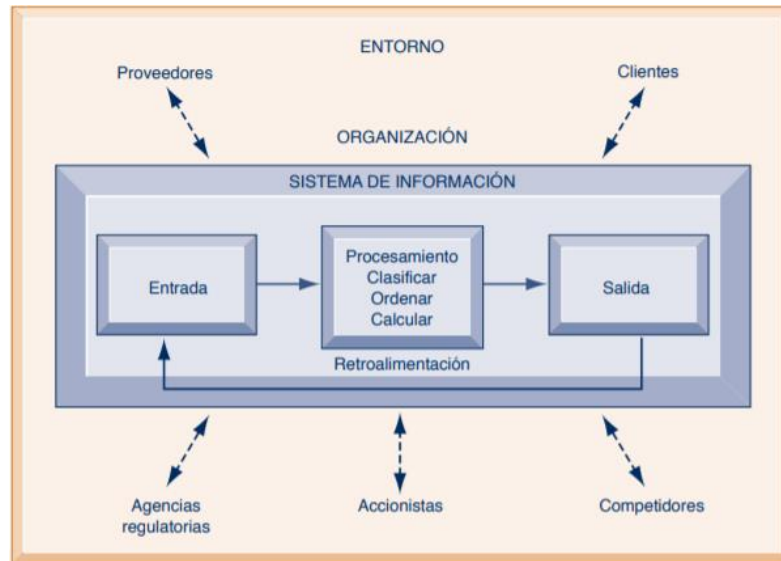 ENTORNO
Proveedores
Clientes
ORGANIZACIÓN
SISTEMA DE INFORMACIÓN
Entrada
Procesamiento
Clasificar
Ordenar
Calcular
Salida
Retroalimentación
Agencias
regulatorias
Accionistas
Competidores